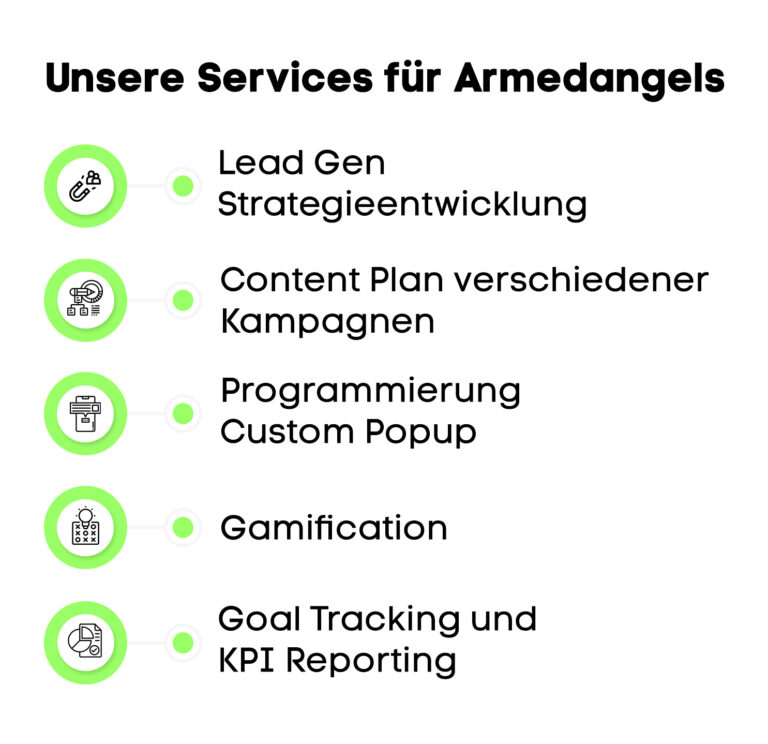 Unsere Services für Armedangels
Lead Gen
Strategieentwicklung
Content Plan verschiedener
Kampagnen
Programmierung
Custom Popup
Gamification
Goal Tracking und
KPI Reporting